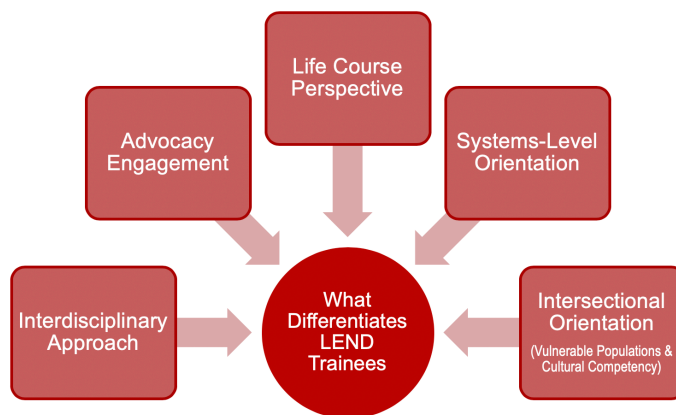 Life Course
Perspective
Advocacy
Engagement
Systems-Level
Orientation
Interdisciplinary
Approach
What
Differentiates
LEND
Trainees
Intersectional
Orientation
(Vulnerable Populations &
Cultural Competency)